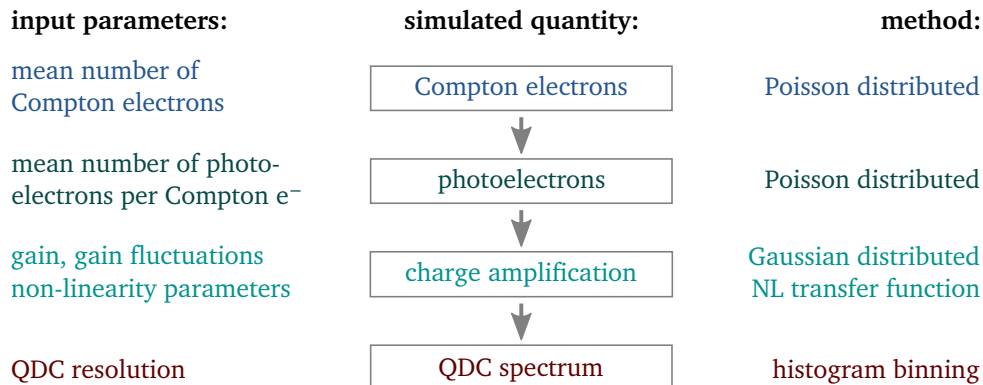 input parameters: simulated quantity: method:
mean number of
Compton electrons Compton electrons Poisson distributed
mean number of photo-
electrons per Compton e⁻ photoelectrons Poisson distributed
gain, gain fluctuations Gaussian distributed
non-linearity parameters charge amplification NL transfer function
QDC resolution QDC spectrum histogram binning